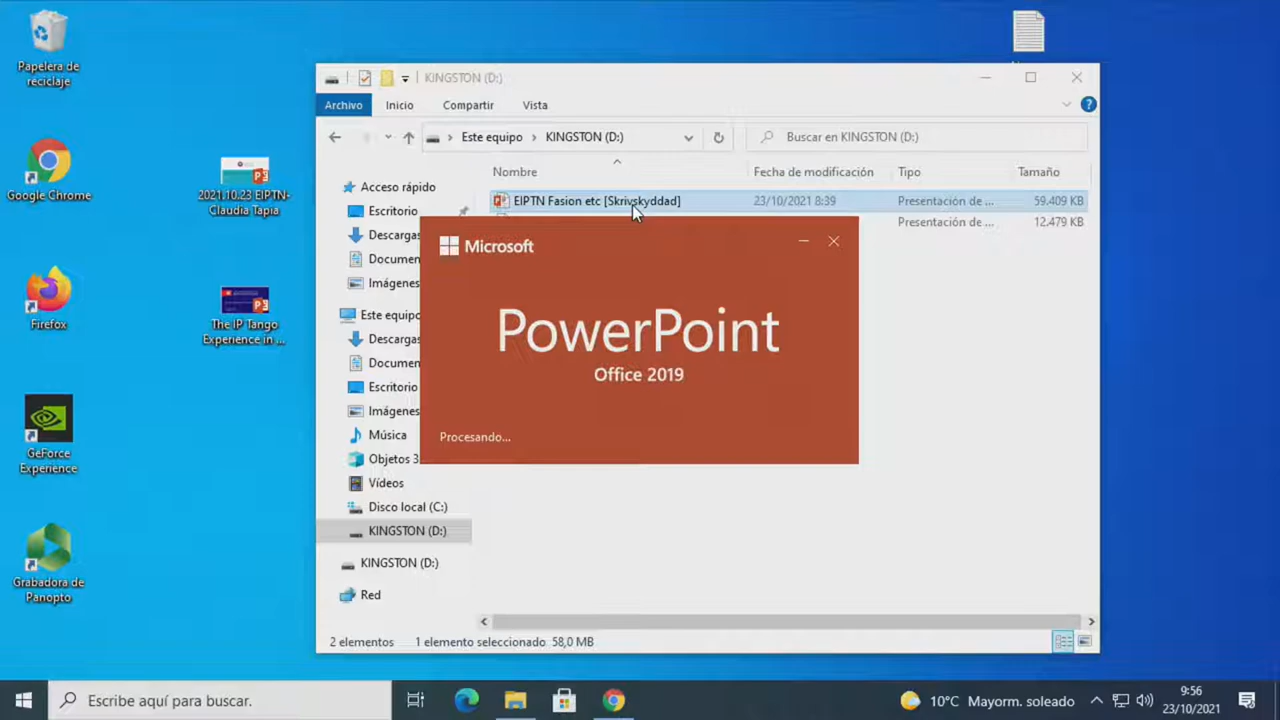 Papelera de
reciclaje
Google Chrome
Firefox
GeForce
Experience
Grabadora de
Panopto
2021.10.23 EIPTN-
Claudia Tapia
The IP Tango
Experience in ...
KINGSTON (D:)
Archivo Inicio Compartir Vista
Este equipo > KINGSTON (D:) Buscar en KINGSTON (D:)
Nombre Fecha de modificación Tipo Tamaño
EIPTN Fasion etc [Skrivskyddad] 23/10/2021 8:39 Presentación de ... 59.409 KB
Presentación de ... 12.479 KB
Acceso rápido
Escritorio
Descargas
Documen
Imágenes
Este equipo
Descargas
Documen
Escritorio
Imágenes
Música
Objetos 3
Vídeos
Disco local (C:)
KINGSTON (D:)
KINGSTON (D:)
Red
Microsoft
PowerPoint
Office 2019
Procesando...
2 elementos 1 elemento seleccionado 58,0 MB
Escribe aquí para buscar.
10°C Mayorm. soleado
9:56
23/10/2021